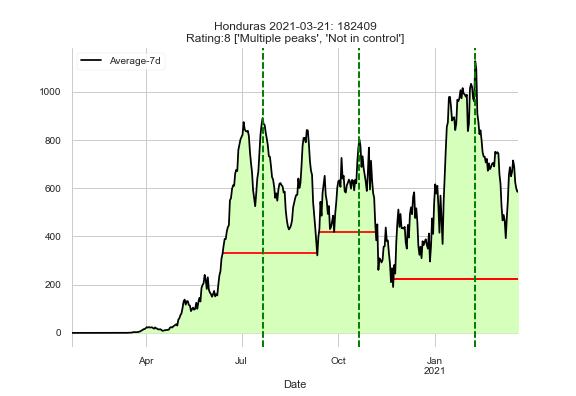 Honduras 2021-03-21: 182409
Rating:8 ['Multiple peaks', 'Not in control']
Average-7d
1000
800
600
400
200
0
Apr
Jul
Oct
Jan
2021
Date